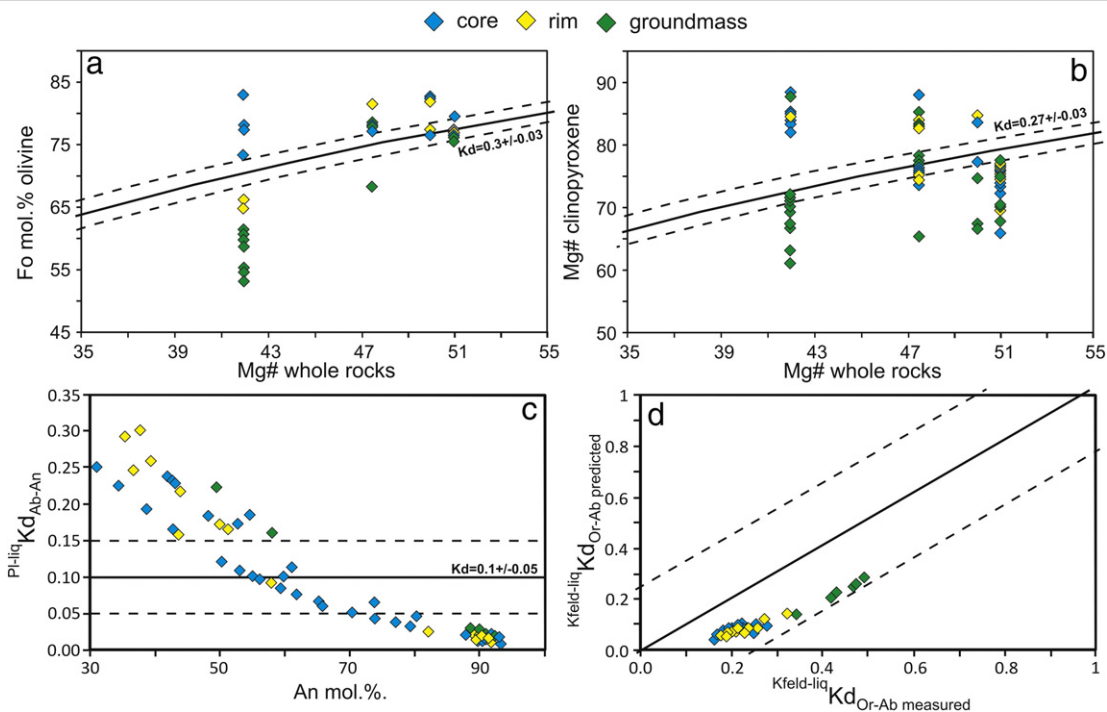 core rim groundmass
a
Fo mol.% olivine
85
75
65
55
45
Kd=0.3+/-0.03
35 39 43 47 51 55
Mg# whole rocks
b
Mg# clinopyroxene
90
80
70
60
50
Kd=0.27+/-0.03
35 39 43 47 51 55
Mg# whole rocks
c
Pl-liqKdAb-An
0.35
0.30
0.25
0.20
0.15
0.10
0.05
0.00
Kd=0.1+/-0.05
30 50 70 90
An mol.%.
d
Kfeld-liqKdOr-Ab predicted
1
0.8
0.6
0.4
0.2
0.0
0.0 0.2 0.4 0.6 0.8 1
Kfeld-liqKdOr-Ab measured